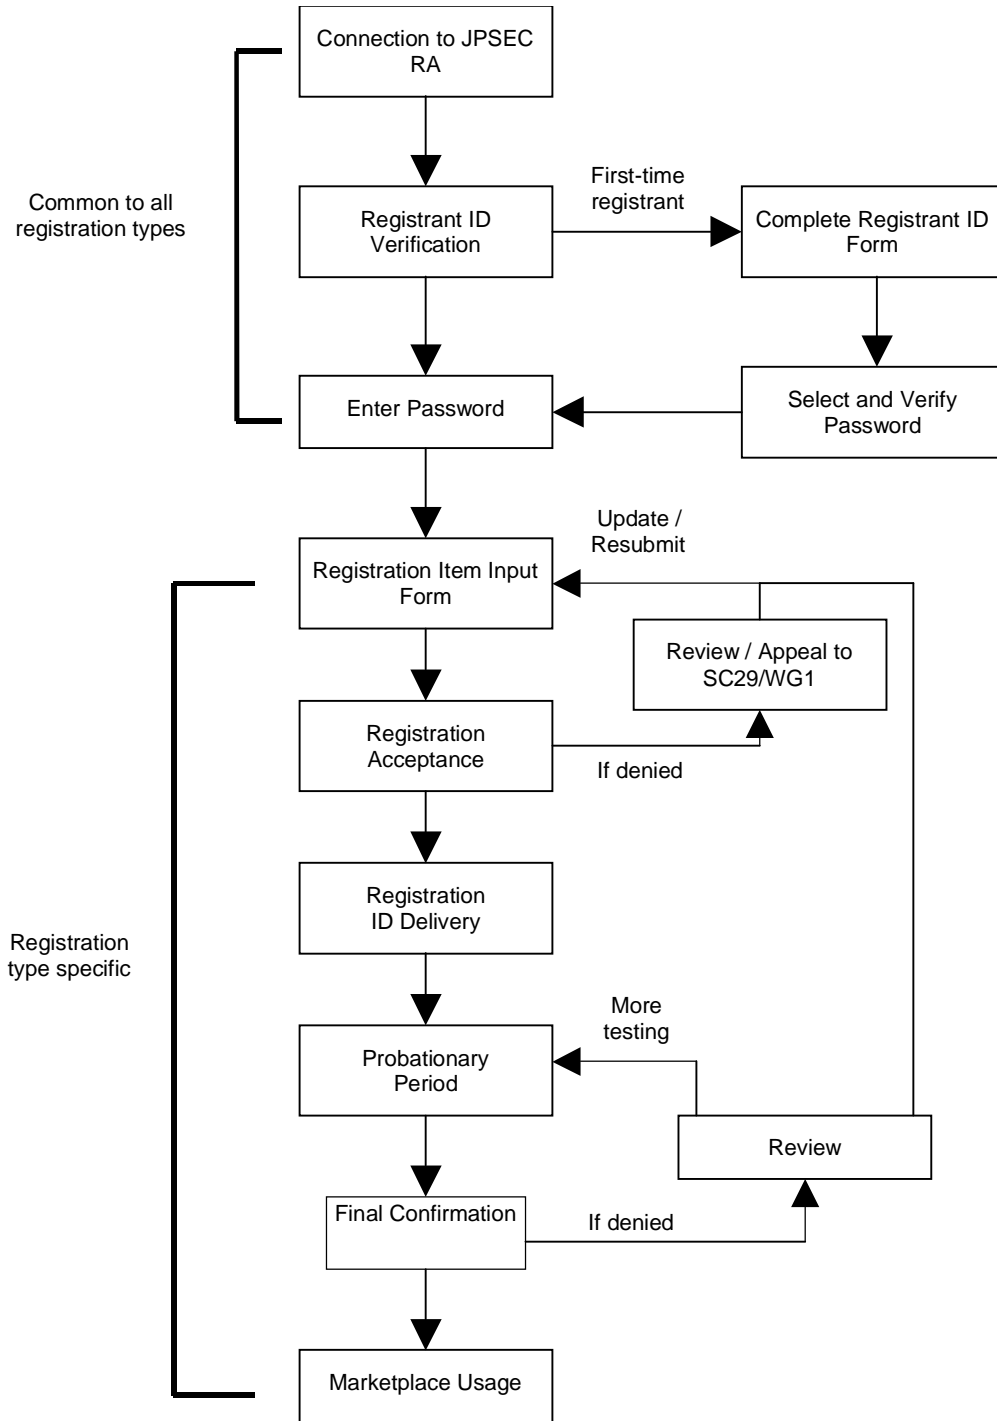 Connection to JPSEC
RA
Common to all
registration types
Registrant ID
Verification
First-time
registrant
Complete Registrant ID
Form
Enter Password
Select and Verify
Password
Update /
Resubmit
Registration Item Input
Form
Review / Appeal to
SC29/WG1
Registration
Acceptance
If denied
Registration
ID Delivery
Registration
type specific
More
testing
Probationary
Period
Review
Final Confirmation
If denied
Marketplace Usage